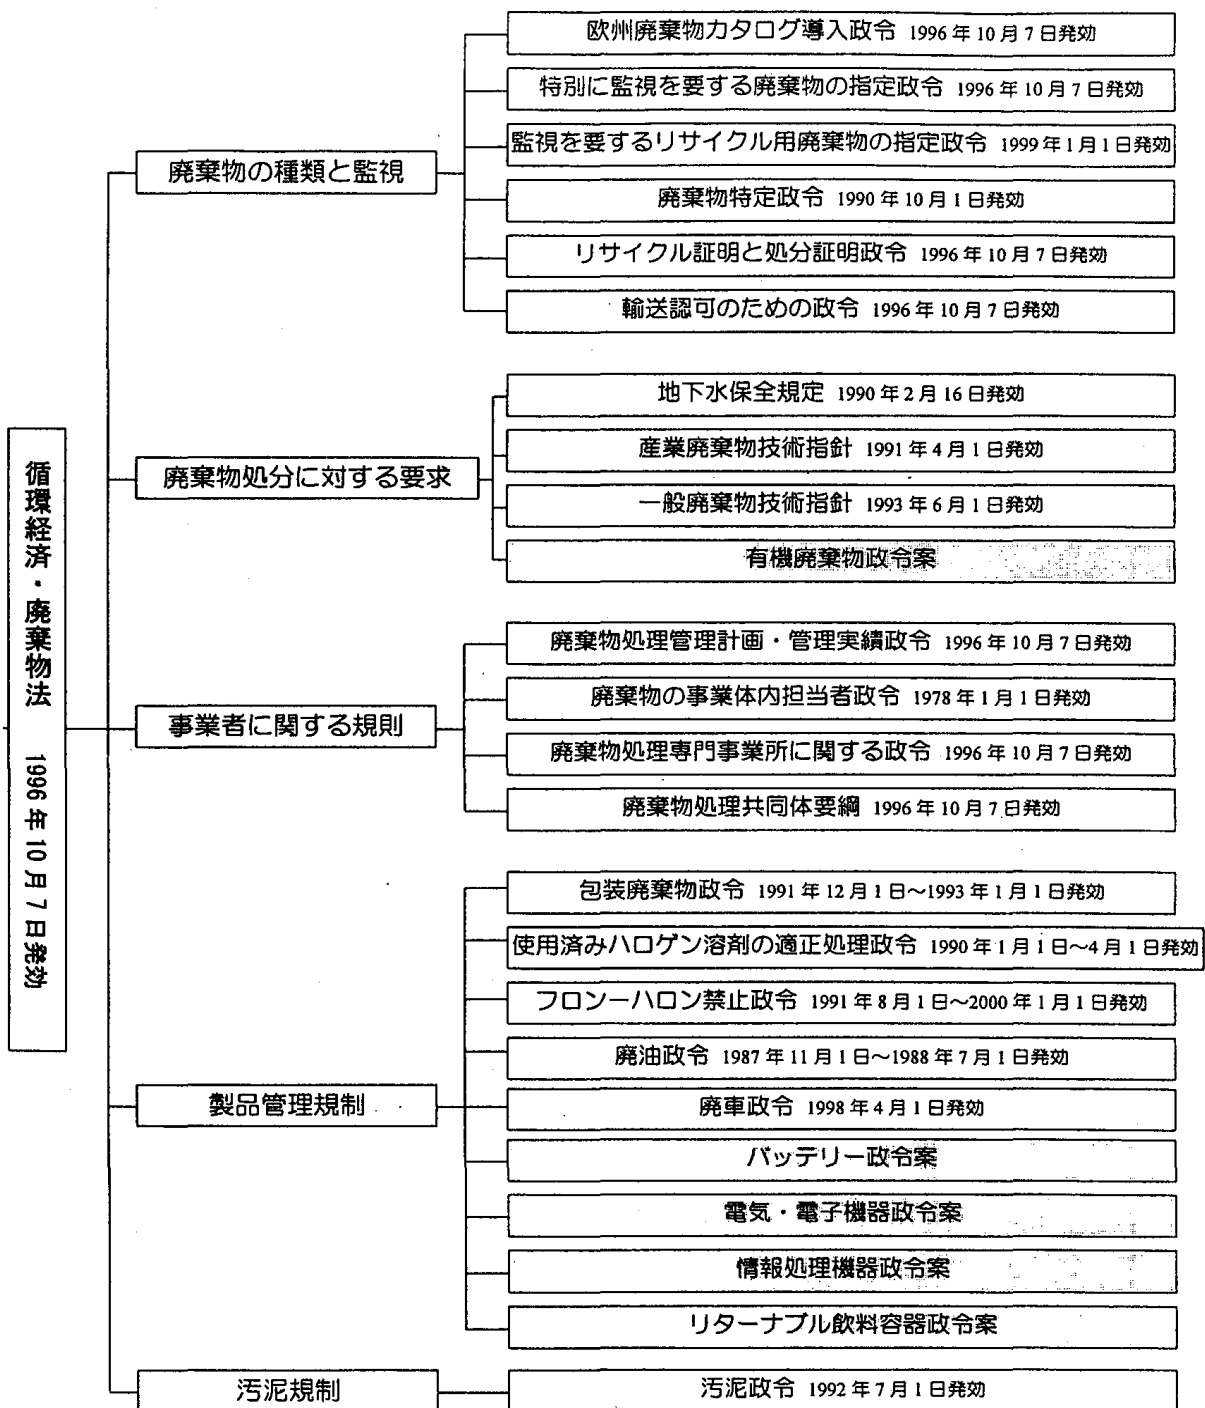 循環経済・廃棄物法 1996年10月7日発効
廃棄物の種類と監視
欧州廃棄物カタログ導入政令 1996年10月7日発効
特別に監視を要する廃棄物の指定政令 1996年10月7日発効
監視を要するリサイクル用廃棄物の指定政令 1999年1月1日発効
廃棄物特定政令 1990年10月1日発効
リサイクル証明と処分証明政令 1996年10月7日発効
輸送認可のための政令 1996年10月7日発効
廃棄物処分に対する要求
地下水保全規定 1990年2月16日発効
産業廃棄物技術指針 1991年4月1日発効
一般廃棄物技術指針 1993年6月1日発効
有機廃棄物政令案
事業者に関する規則
廃棄物処理管理計画・管理実績政令 1996年10月7日発効
廃棄物の事業体内担当者政令 1978年1月1日発効
廃棄物処理専門事業所に関する政令 1996年10月7日発効
廃棄物処理共同体要綱 1996年10月7日発効
製品管理規制
包装廃棄物政令 1991年12月1日～1993年1月1日発効
使用済みハロゲン溶剤の適正処理政令 1990年1月1日～4月1日発効
フロンーハロン禁止政令 1991年8月1日～2000年1月1日発効
廃油政令 1987年11月1日～1988年7月1日発効
廃車政令 1998年4月1日発効
バッテリー政令案
電気・電子機器政令案
情報処理機器政令案
リターナブル飲料容器政令案
汚泥規制
汚泥政令 1992年7月1日発効